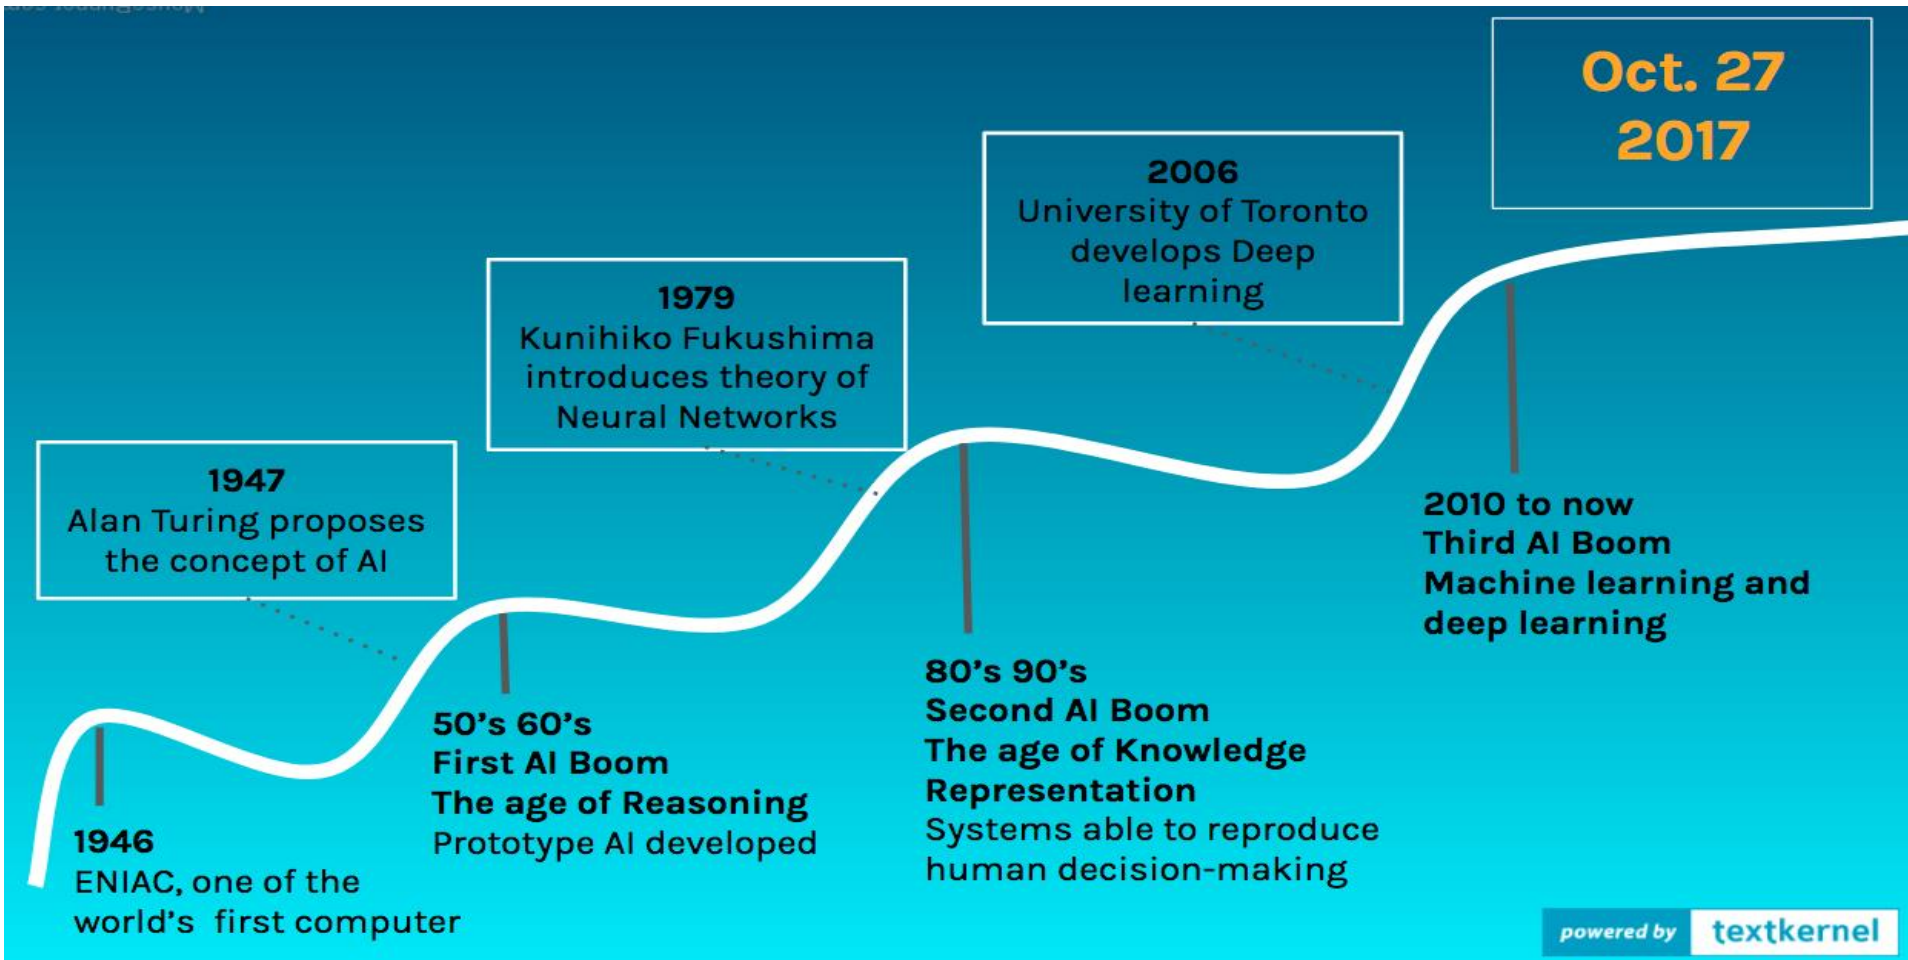 Oct. 27
2017
2006
University of Toronto
develops Deep
learning
1979
Kunihiko Fukushima
introduces theory of
Neural Networks
1947
Alan Turing proposes
the concept of AI
2010 to now
Third AI Boom
Machine learning and
deep learning
80's 90's
Second AI Boom
The age of Knowledge
Representation
Systems able to reproduce
human decision-making
50's 60's
First AI Boom
The age of Reasoning
Prototype AI developed
1946
ENIAC, one of the
world's first computer
powered by textkernel